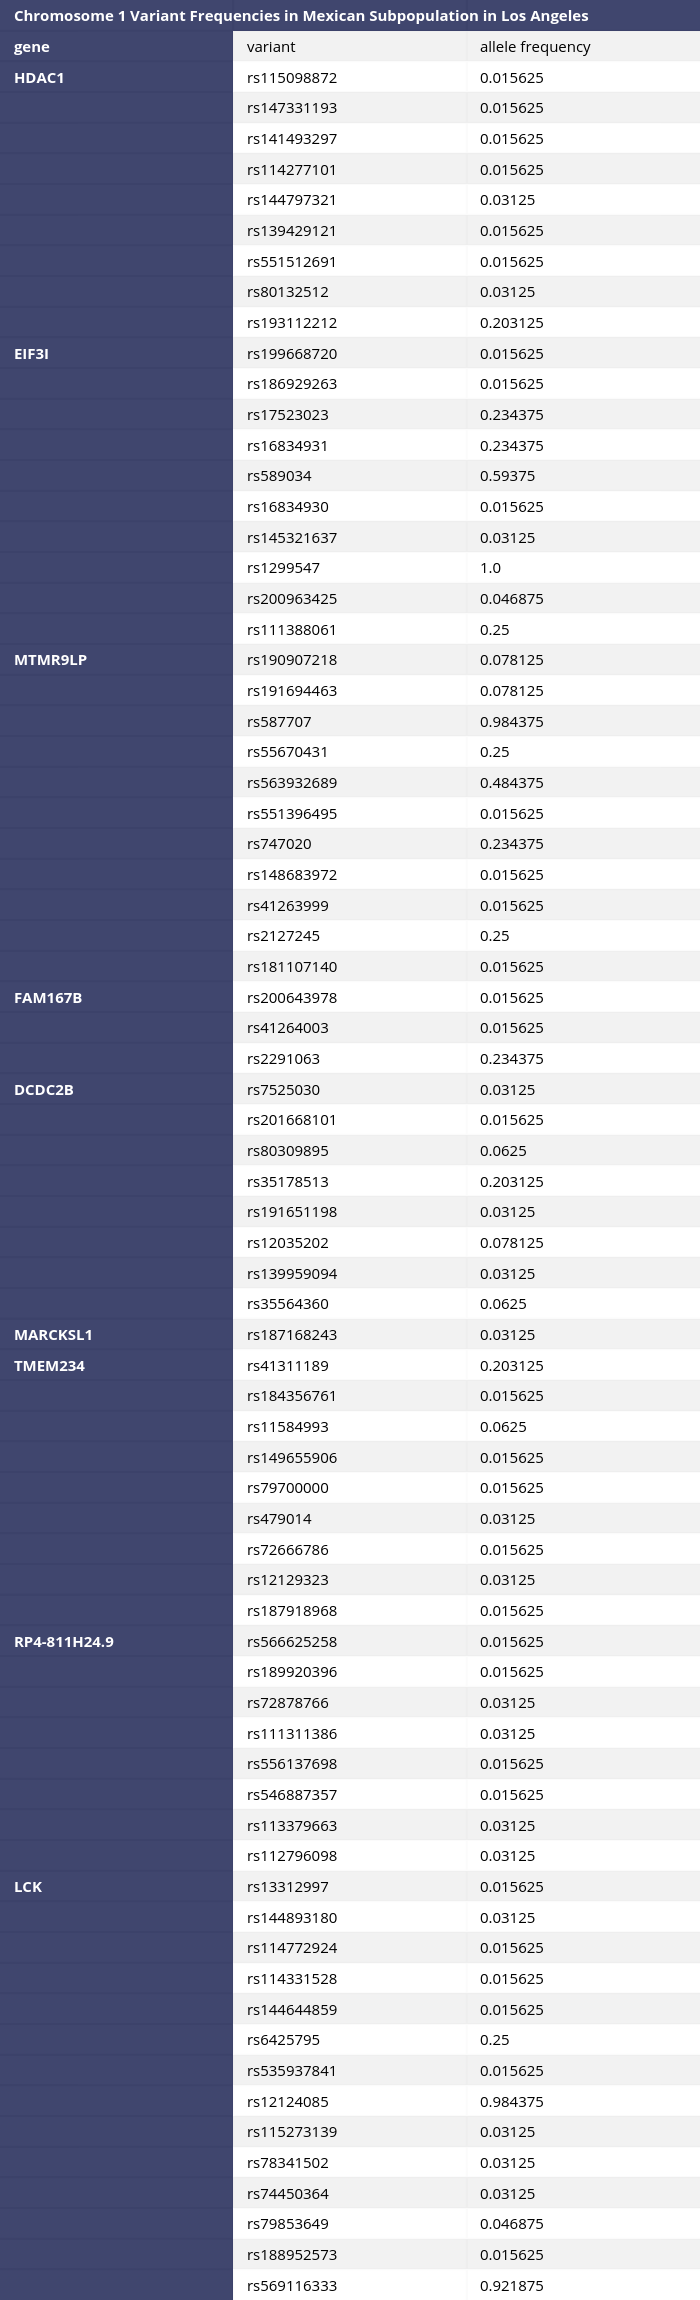 Chromosome 1 Variant Frequencies in Mexican Subpopulation in Los Angeles
gene variant allele frequency
HDAC1 rs115098872 0.015625
rs147331193 0.015625
rs141493297 0.015625
rs114277101 0.015625
rs144797321 0.03125
rs139429121 0.015625
rs551512691 0.015625
rs80132512 0.03125
rs193112212 0.203125
EIF3I rs199668720 0.015625
rs186929263 0.015625
rs17523023 0.234375
rs16834931 0.234375
rs589034 0.59375
rs16834930 0.015625
rs145321637 0.03125
rs1299547 1.0
rs200963425 0.046875
rs111388061 0.25
MTMR9LP rs190907218 0.078125
rs191694463 0.078125
rs587707 0.984375
rs55670431 0.25
rs563932689 0.484375
rs551396495 0.015625
rs747020 0.234375
rs148683972 0.015625
rs41263999 0.015625
rs2127245 0.25
rs181107140 0.015625
FAM167B rs200643978 0.015625
rs41264003 0.015625
rs2291063 0.234375
DCDC2B rs7525030 0.03125
rs201668101 0.015625
rs80309895 0.0625
rs35178513 0.203125
rs191651198 0.03125
rs12035202 0.078125
rs139959094 0.03125
rs35564360 0.0625
MARCKSL1 rs187168243 0.03125
TMEM234 rs41311189 0.203125
rs184356761 0.015625
rs11584993 0.0625
rs149655906 0.015625
rs79700000 0.015625
rs479014 0.03125
rs72666786 0.015625
rs12129323 0.03125
rs187918968 0.015625
RP4-811H24.9 rs566625258 0.015625
rs189920396 0.015625
rs72878766 0.03125
rs111311386 0.03125
rs556137698 0.015625
rs546887357 0.015625
rs113379663 0.03125
rs112796098 0.03125
LCK rs13312997 0.015625
rs144893180 0.03125
rs114772924 0.015625
rs114331528 0.015625
rs144644859 0.015625
rs6425795 0.25
rs535937841 0.015625
rs12124085 0.984375
rs115273139 0.03125
rs78341502 0.03125
rs74450364 0.03125
rs79853649 0.046875
rs188952573 0.015625
rs569116333 0.921875